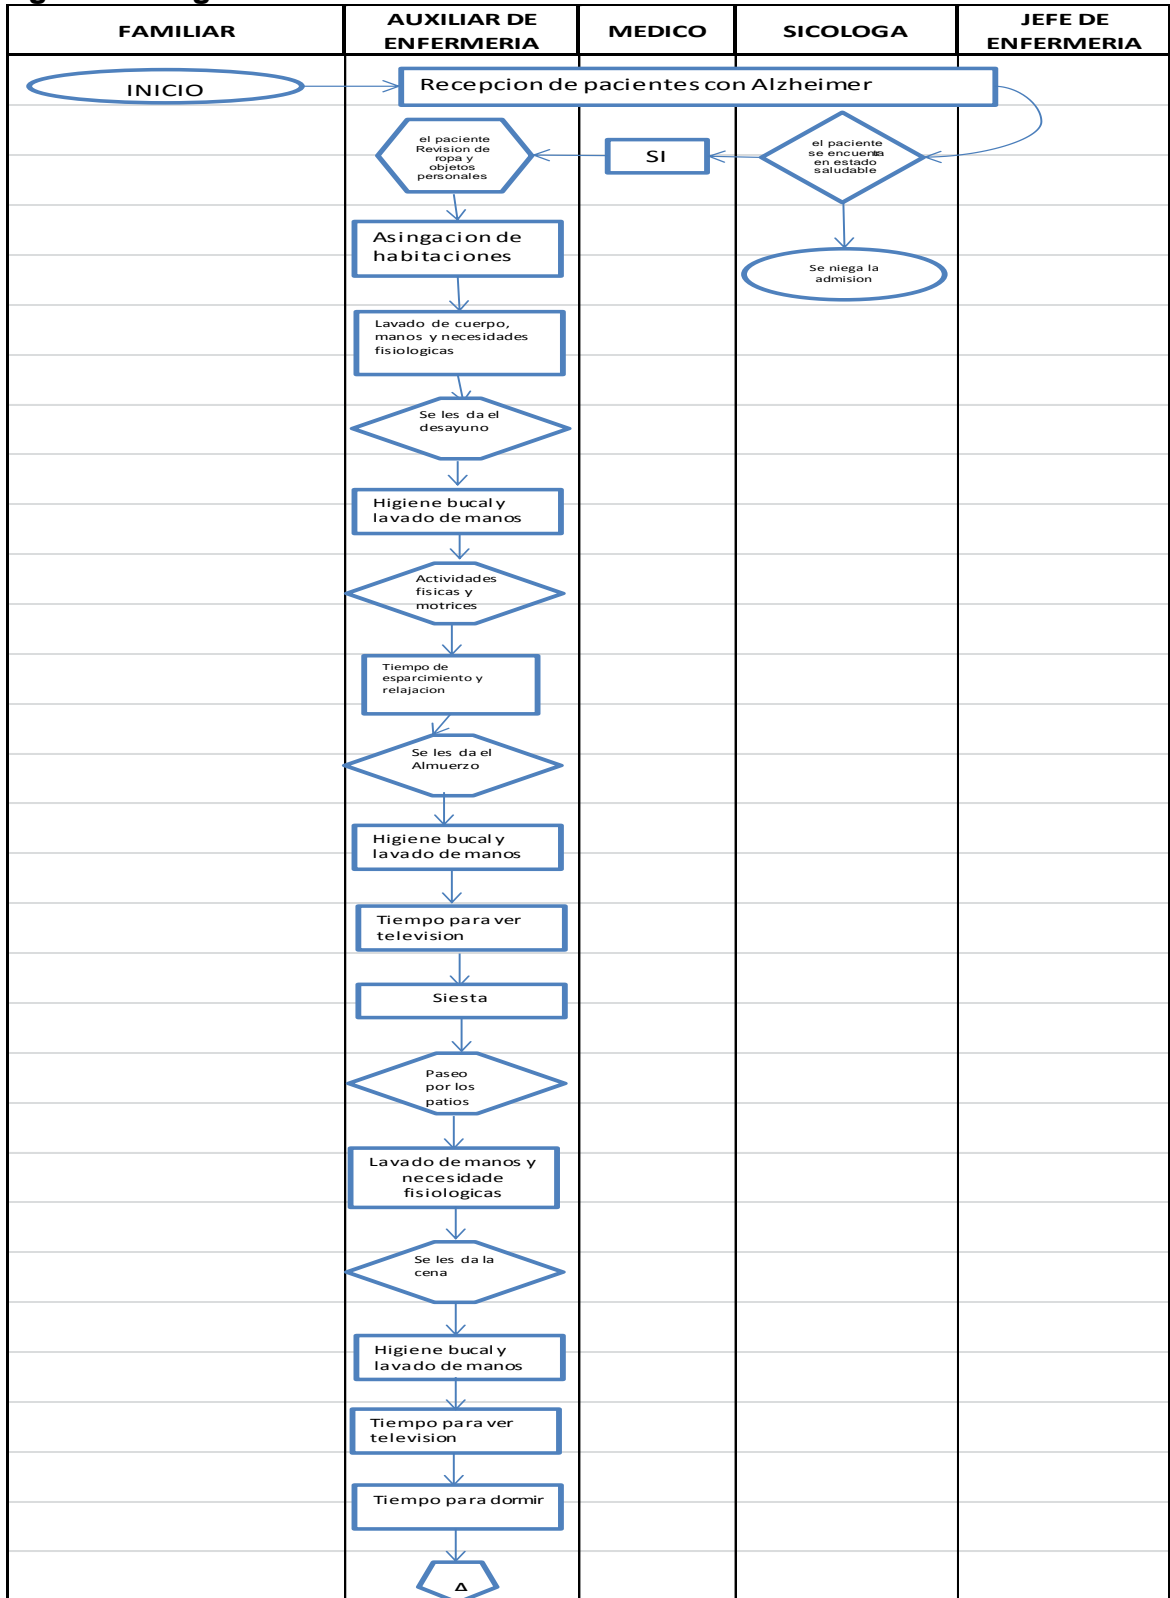 FAMILIAR
AUXILIAR DE
ENFERMERIA
MEDICO
SICOLOGA
JEFE DE
ENFERMERIA
INICIO
Recepcion de pacientes con Alzheimer
el paciente
Revision de
ropa y
objetos
personales
SI
el paciente
se encuenta
en estado
saludable
Asingacion de
habitaciones
Se niega la
admision
Lavado de cuerpo,
manos y necesidades
fisiologicas
Se les da el
desayuno
Higiene bucal y
lavado de manos
Actividades
fisicas y
motrices
Tiempo de
esparcimiento y
relajacion
Se les da el
Almuerzo
Higiene bucal y
lavado de manos
Tiempo para ver
television
Siesta
Paseo
por los
patios
Lavado de manos y
necesidade
fisiologicas
Se les da la
cena
Higiene bucal y
lavado de manos
Tiempo para ver
television
Tiempo para dormir
A